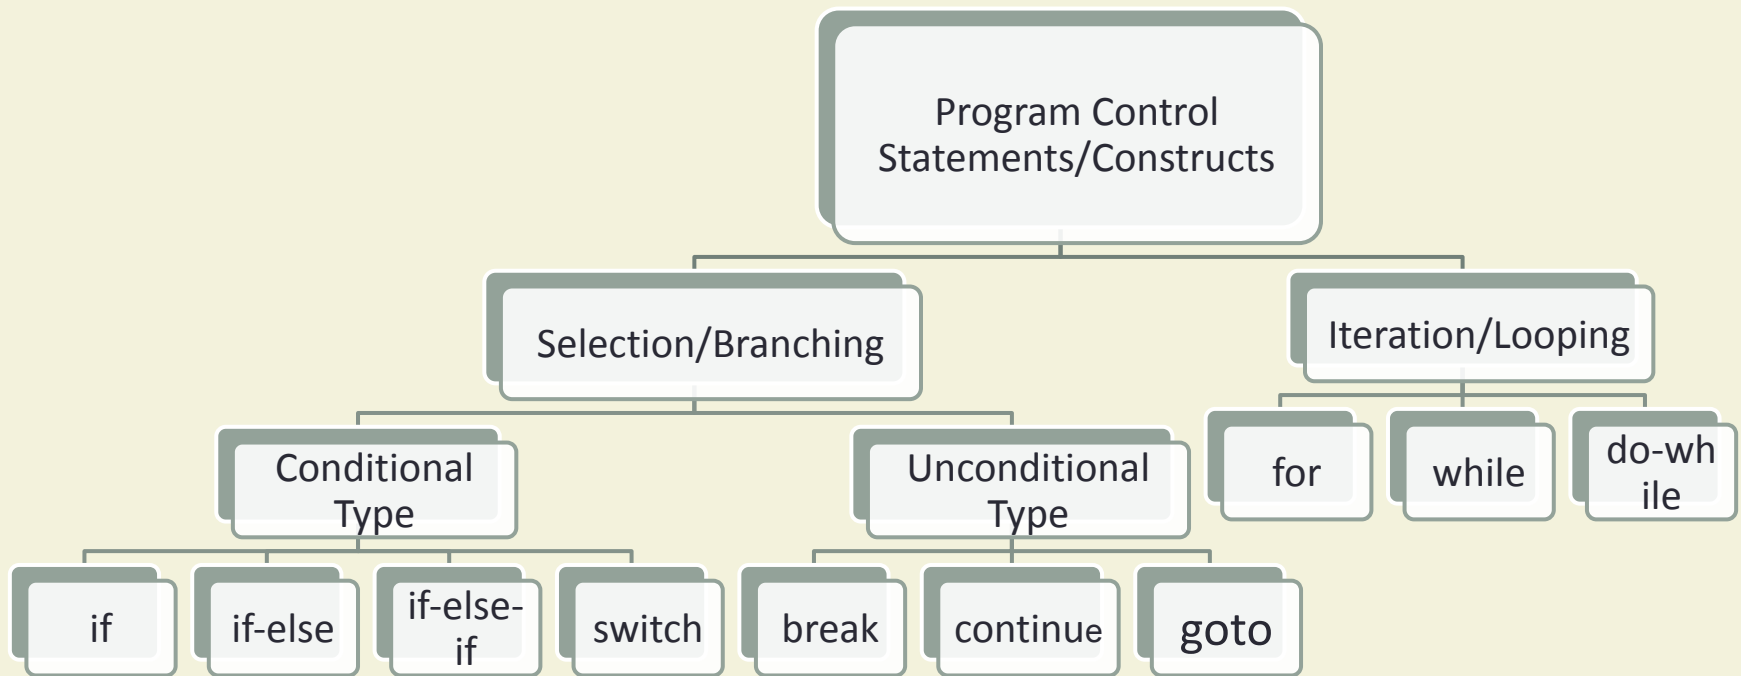 Program Control
Statements/Constructs
Selection/Branching
Iteration/Looping
Conditional
Type
Unconditional
Type
for
while
do-wh
ile
if
if-else
if-else-
if
switch
break
continue
goto